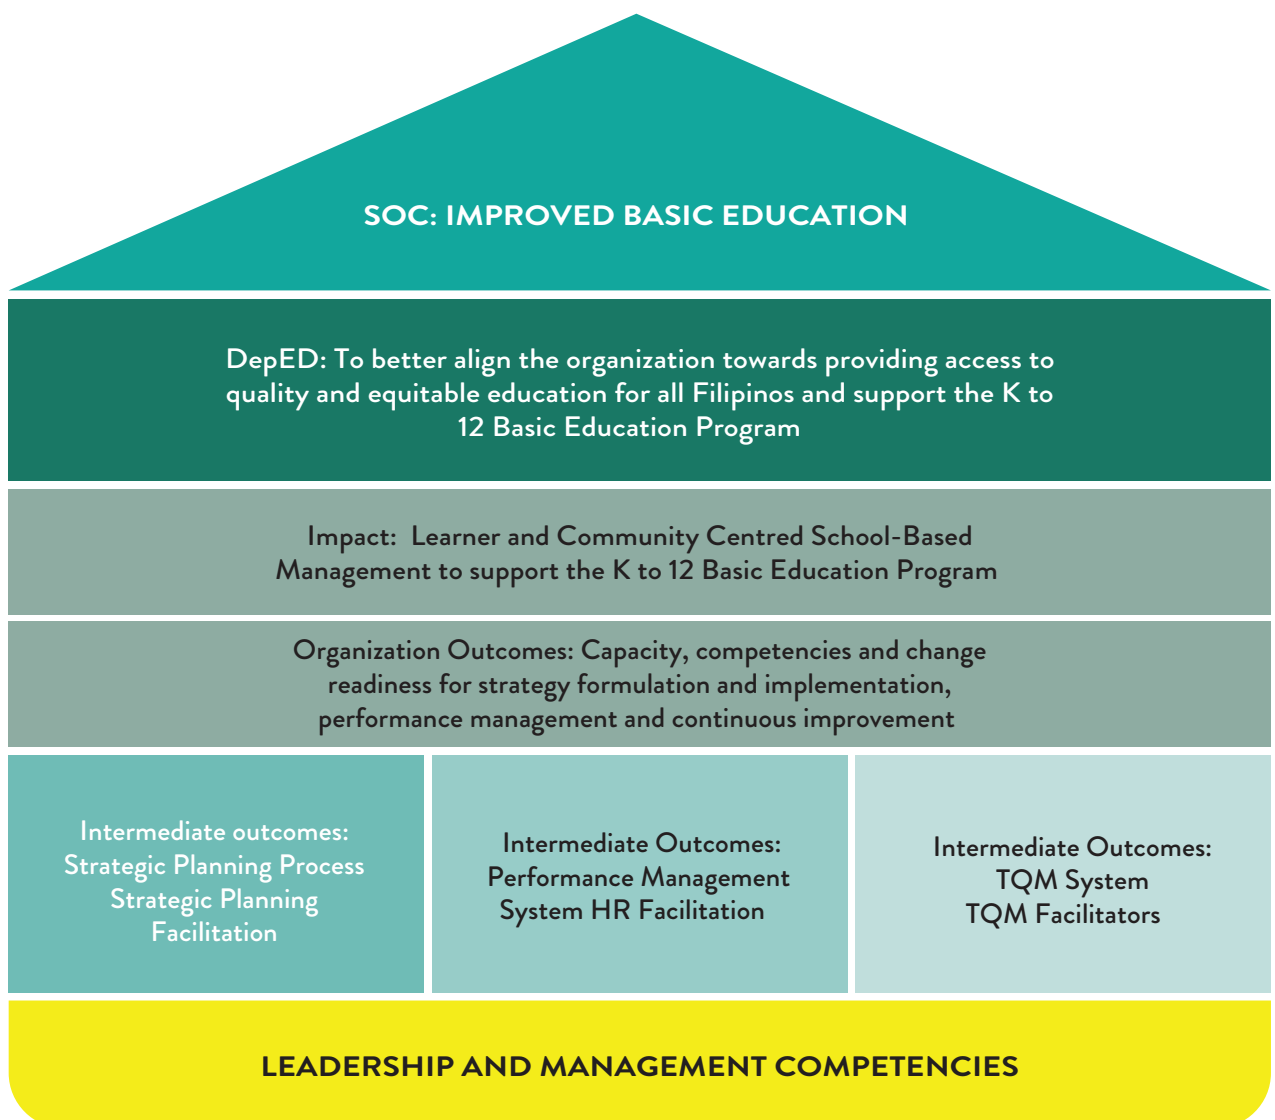 SOC: IMPROVED BASIC EDUCATION
DepED: To better align the organization towards providing access to
quality and equitable education for all Filipinos and support the K to
12 Basic Education Program
Impact:  Learner and Community Centred School-Based
Management to support the K to 12 Basic Education Program
Organization Outcomes: Capacity, competencies and change
readiness for strategy formulation and implementation,
performance management and continuous improvement
Intermediate outcomes:
Strategic Planning Process
Strategic Planning
Facilitation
Intermediate Outcomes:
Performance Management
System HR Facilitation
Intermediate Outcomes:
TQM System
TQM Facilitators
LEADERSHIP AND MANAGEMENT COMPETENCIES